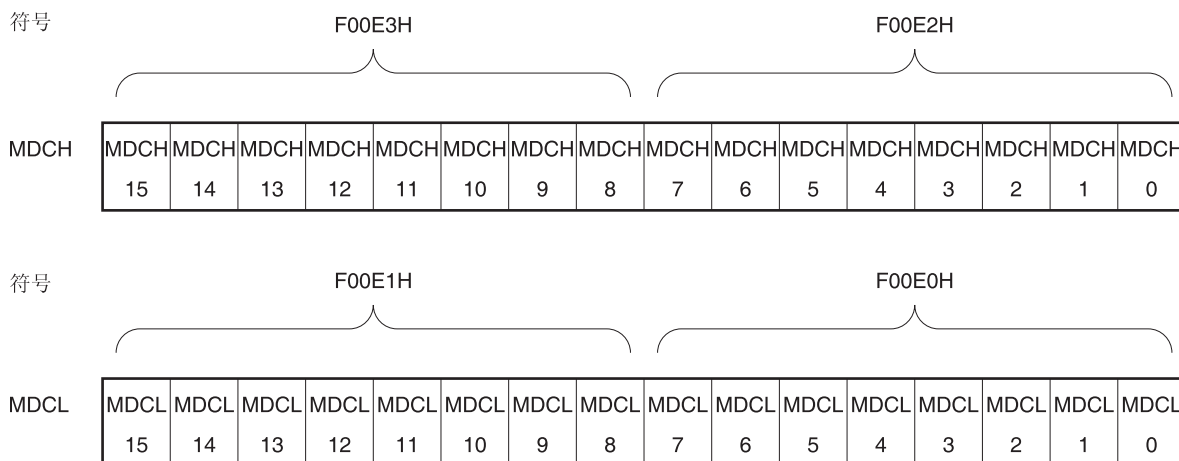 符号 F00E3H F00E2H
MDCH MDCH MDCH MDCH MDCH MDCH MDCH MDCH MDCH MDCH MDCH MDCH MDCH MDCH MDCH MDCH MDCH
15 14 13 12 11 10 9 8 7 6 5 4 3 2 1 0
符号 F00E1H F00E0H
MDCL MDCL MDCL MDCL MDCL MDCL MDCL MDCL MDCL MDCL MDCL MDCL MDCL MDCL MDCL MDCL MDCL
15 14 13 12 11 10 9 8 7 6 5 4 3 2 1 0